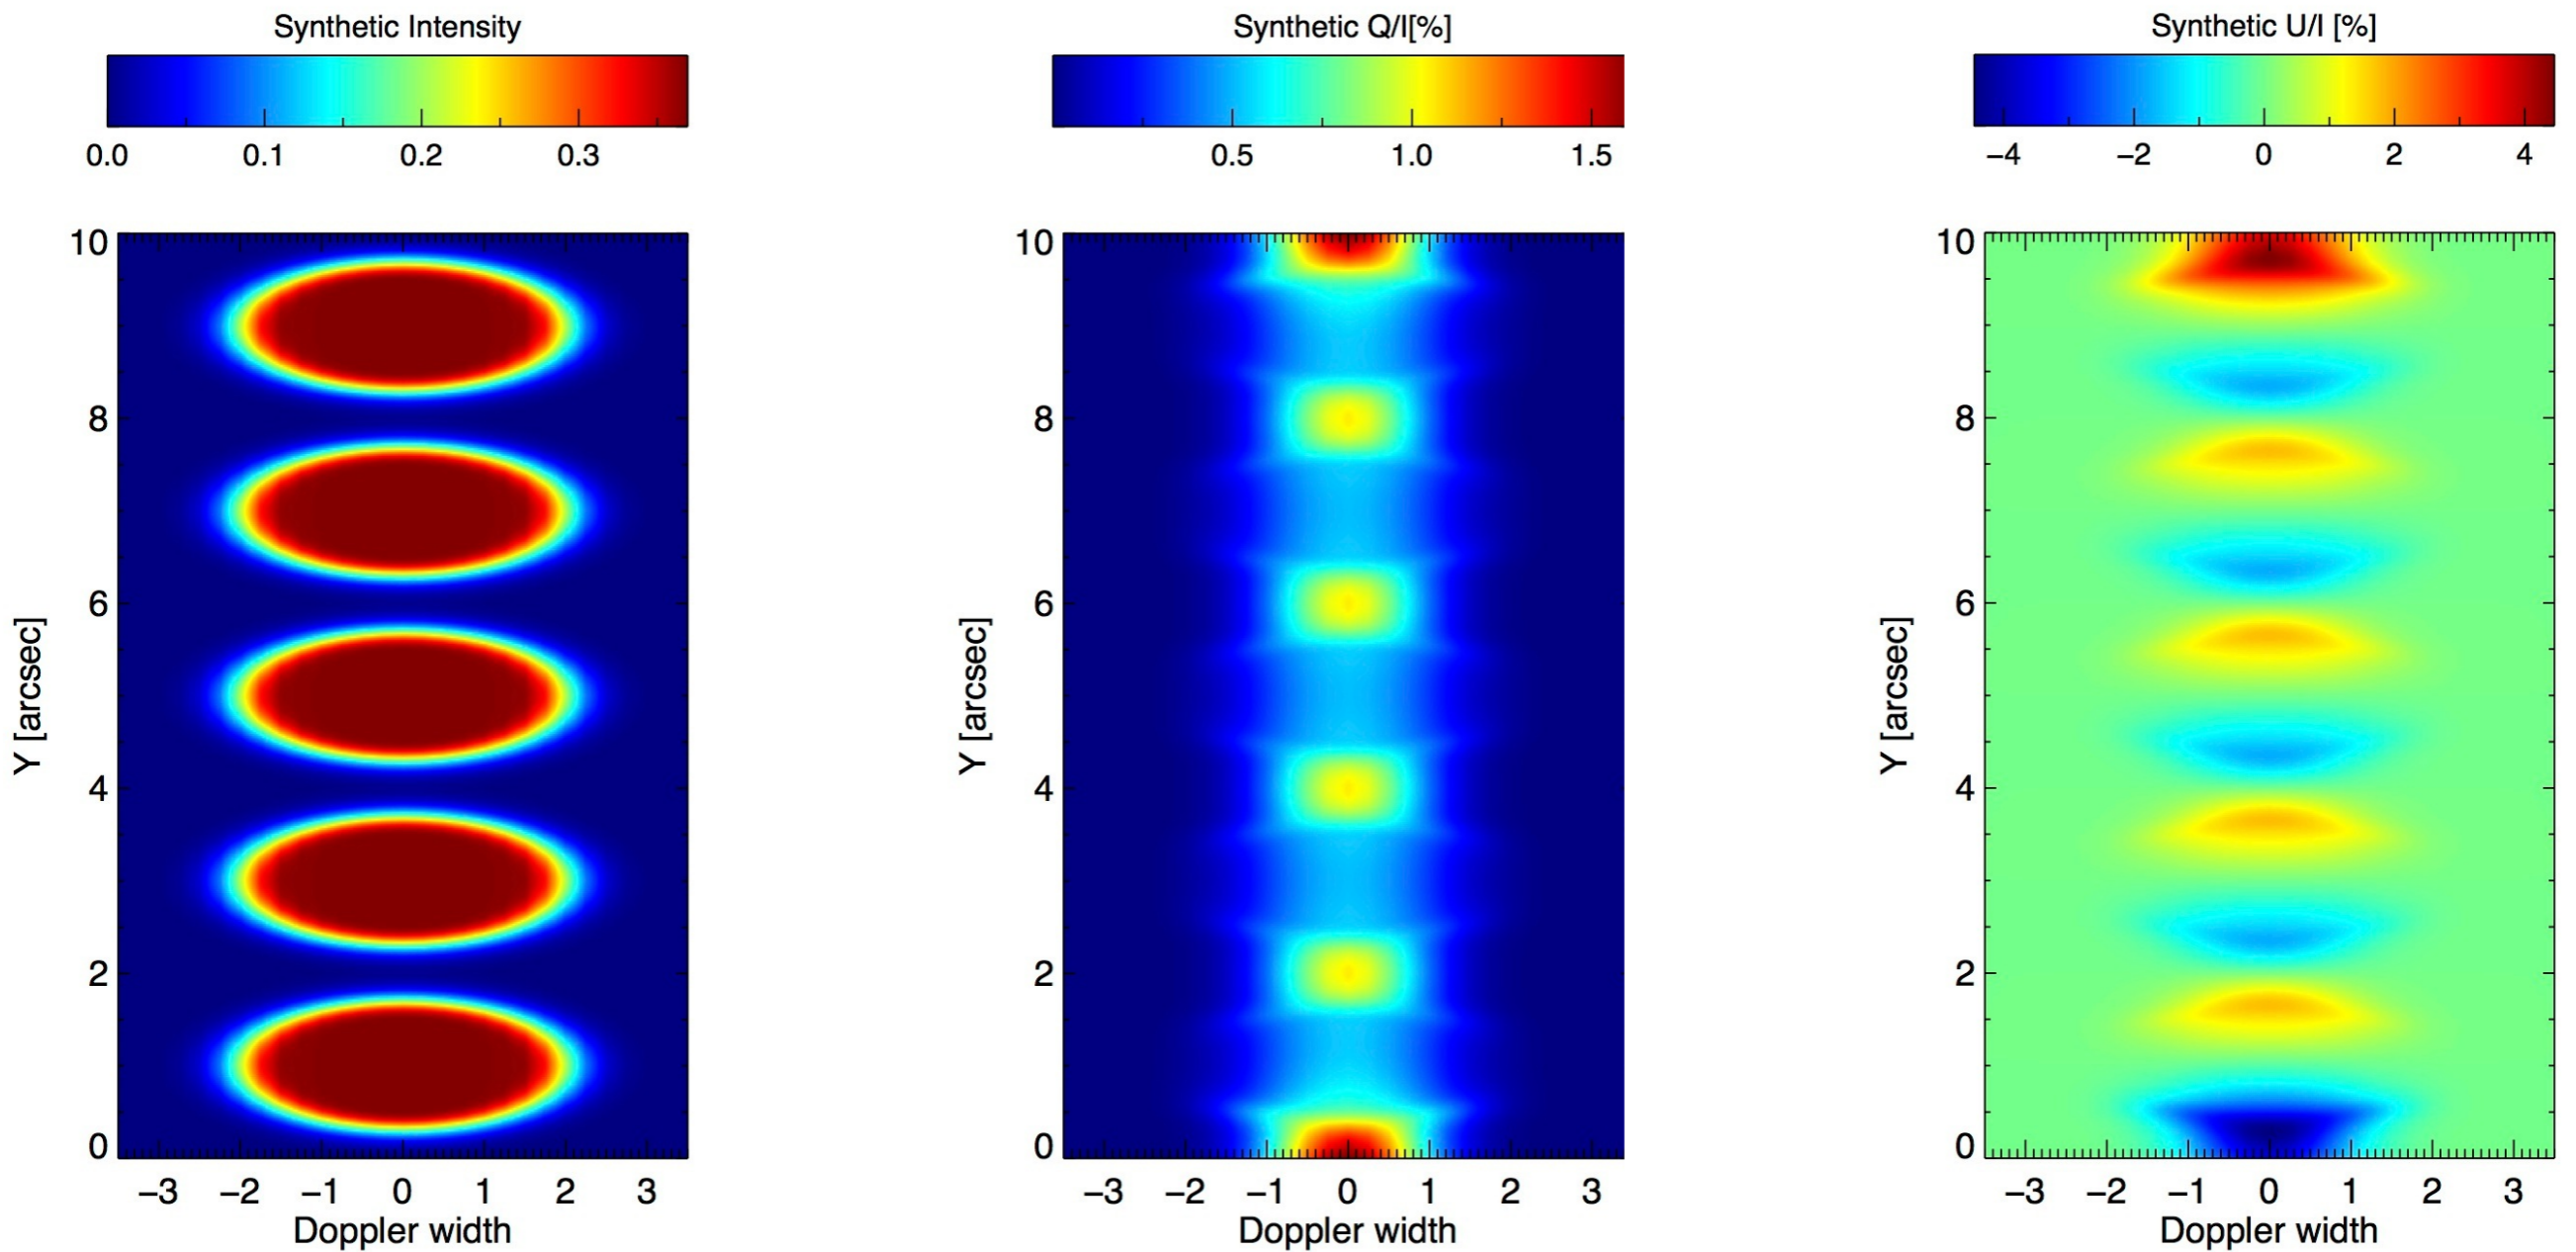 Synthetic Intensity
0.0 0.1 0.2 0.3
10
8
6
4
2
0
Y [arcsec]
−3 −2 −1 0 1 2 3
Doppler width
Synthetic Q/I[%]
0.5 1.0 1.5
10
8
6
4
2
0
Y [arcsec]
−3 −2 −1 0 1 2 3
Doppler width
Synthetic U/I [%]
−4 −2 0 2 4
10
8
6
4
2
0
Y [arcsec]
−3 −2 −1 0 1 2 3
Doppler width